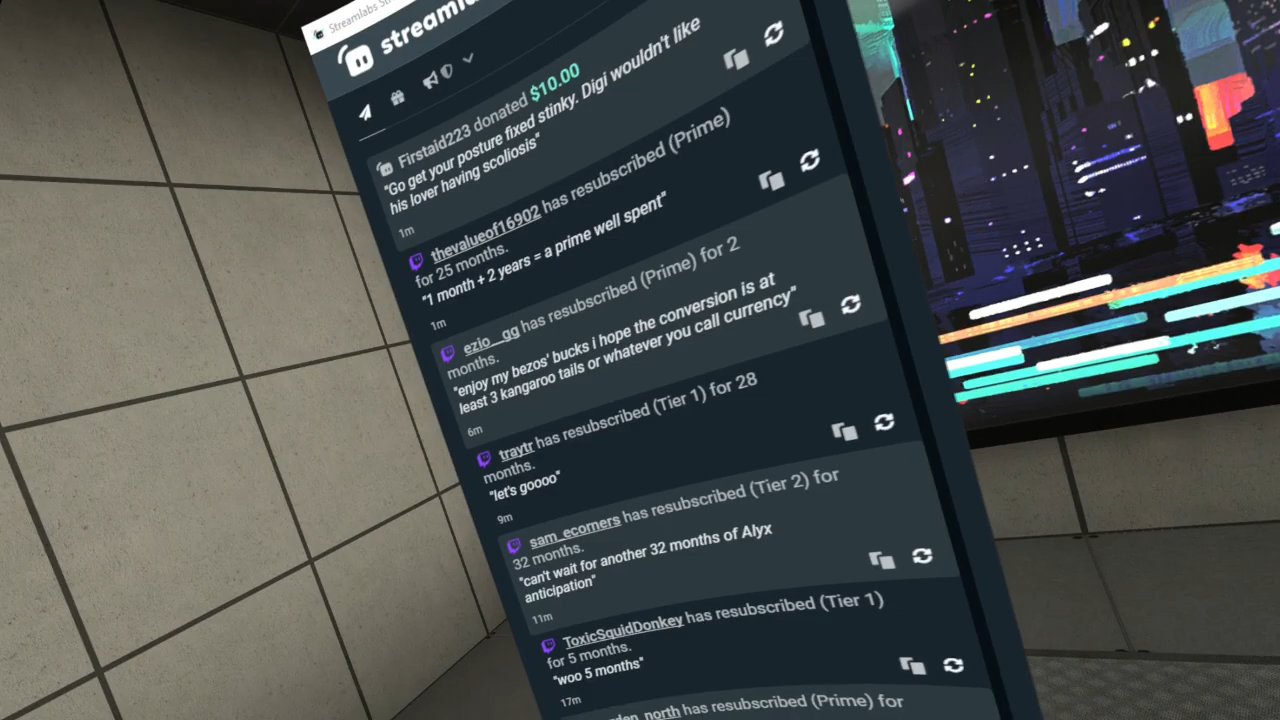 Streamlabs
streamla
Firstaid223 donated $10.00
"Go get your posture fixed stinky. Digi wouldn't like
his lover having scoliosis"
1m
thevalueof16902 has resubscribed (Prime)
for 25 months.
"1 month + 2 years = a prime well spent"
1m
ezio__gg has resubscribed (Prime) for 2
months.
"enjoy my bezos' bucks i hope the conversion is at
least 3 kangaroo tails or whatever you call currency"
6m
traytr has resubscribed (Tier 1) for 28
months.
"let's goooo"
9m
sam_ecomers has resubscribed (Tier 2) for
32 months.
"can't wait for another 32 months of Alyx
anticipation"
11m
ToxicSquidDonkey has resubscribed (Tier 1)
for 5 months.
"woo 5 months"
17m
north has resubscribed (Prime) for